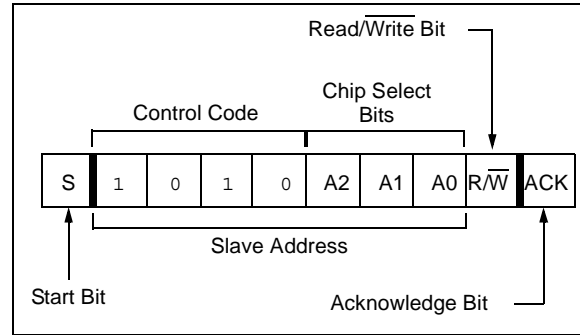 Read/Write Bit
Chip Select
Bits
Control Code
S 1 0 1 0 A2 A1 A0 R/W ACK
Slave Address
Start Bit
Acknowledge Bit